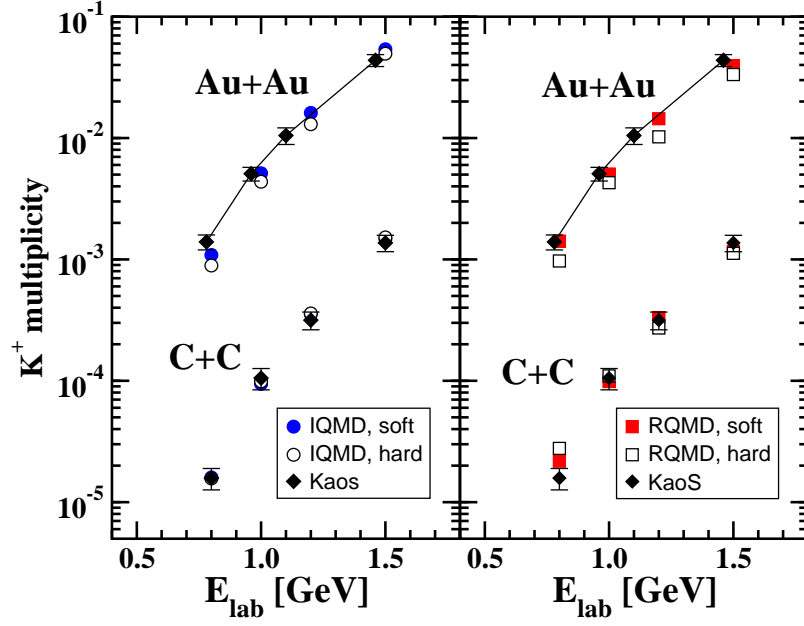 K⁺ multiplicity
10⁻¹
10⁻²
10⁻³
10⁻⁴
10⁻⁵
Au+Au
C+C
IQMD, soft
IQMD, hard
Kaos
0.5 1.0 1.5
E_lab [GeV]
Au+Au
C+C
RQMD, soft
RQMD, hard
KaoS
0.5 1.0 1.5
E_lab [GeV]